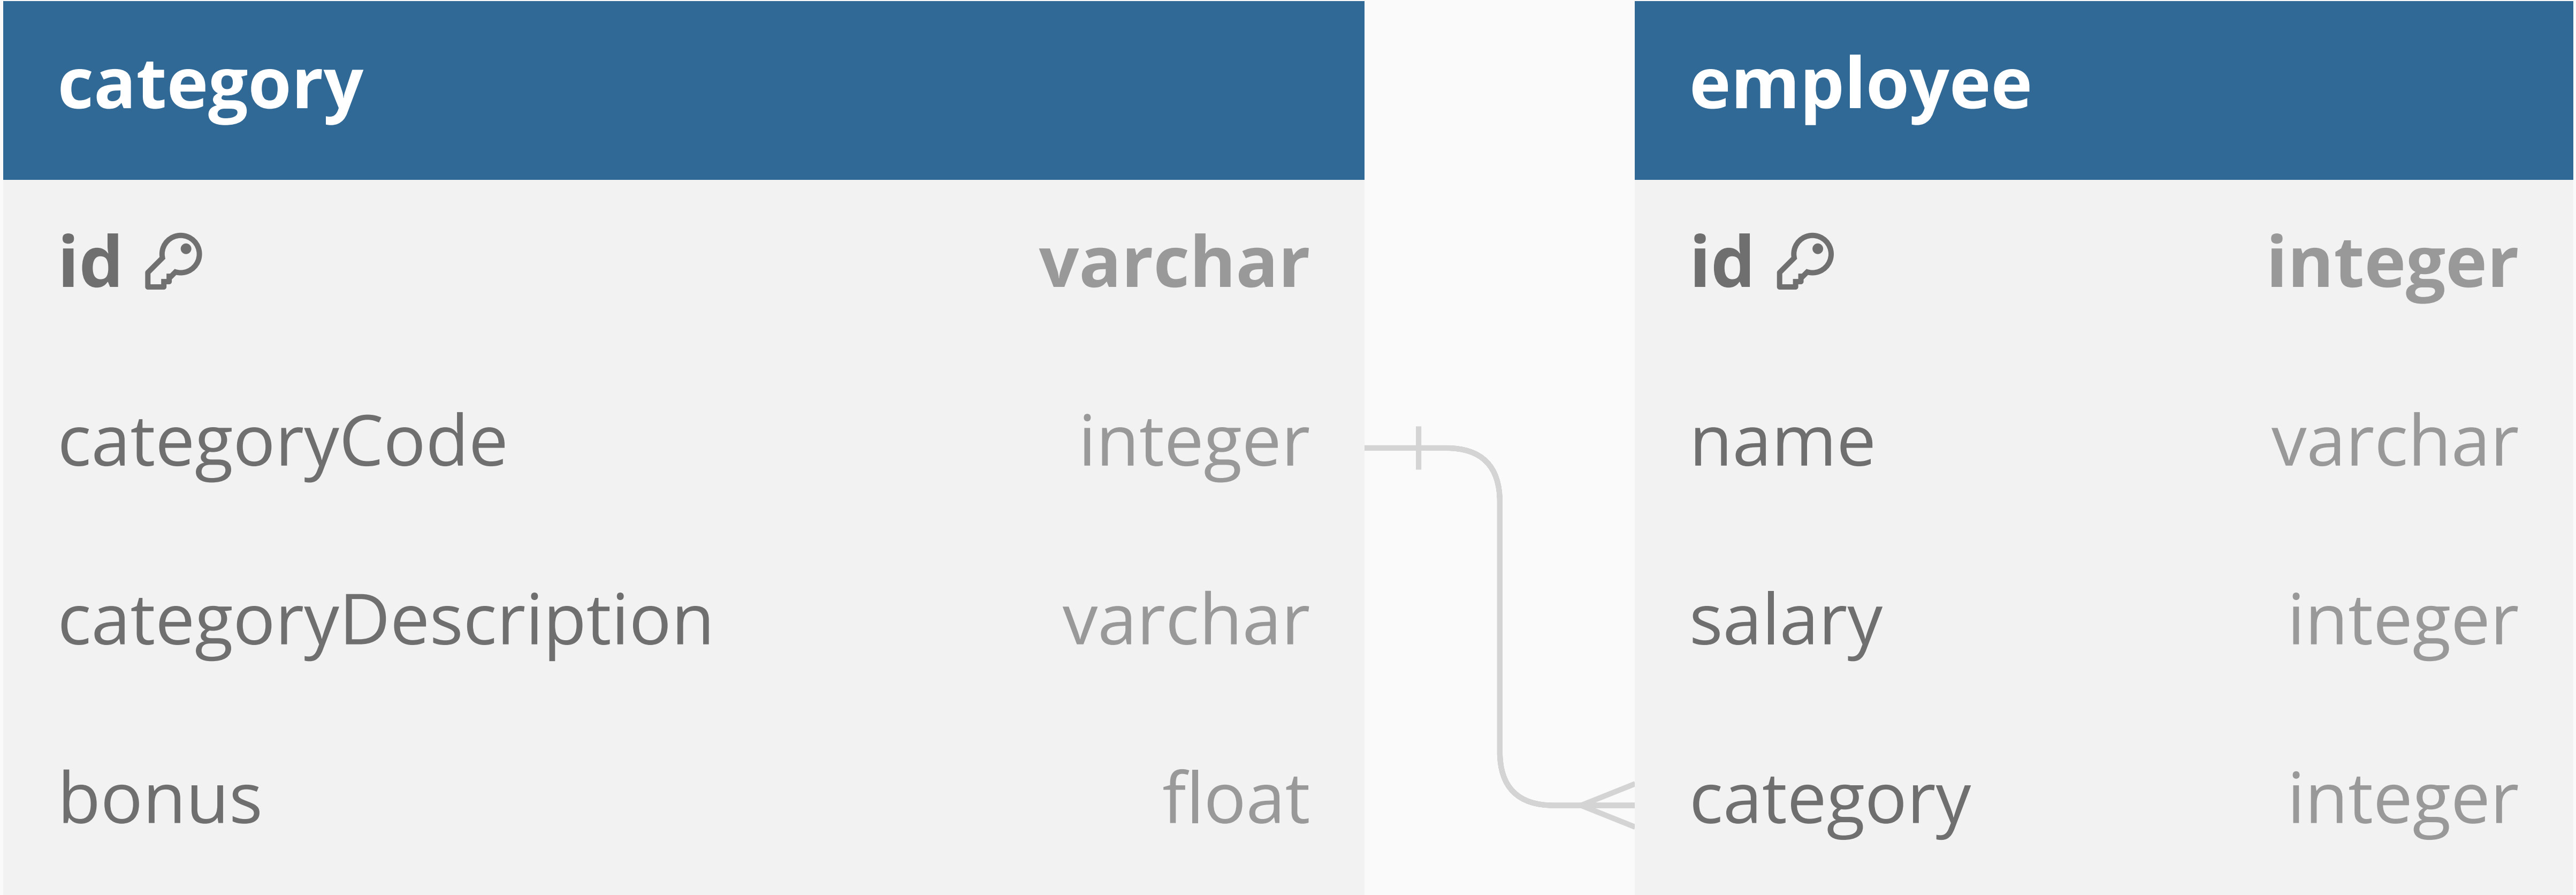 category
id varchar
categoryCode integer
categoryDescription varchar
bonus float
employee
id integer
name varchar
salary integer
category integer